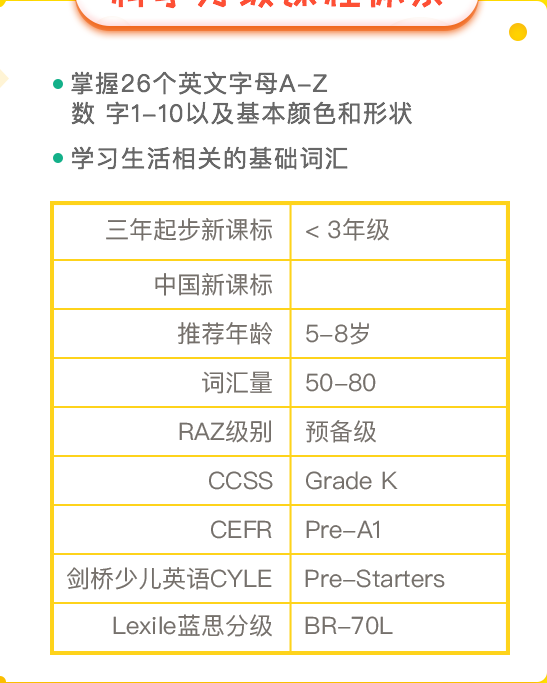 掌握26个英文字母A-Z
数 字1-10以及基本颜色和形状
学习生活相关的基础词汇
三年起步新课标 < 3年级
中国新课标
推荐年龄 5-8岁
词汇量 50-80
RAZ级别 预备级
CCSS Grade K
CEFR Pre-A1
剑桥少儿英语CYLE Pre-Starters
Lexile蓝思分级 BR-70L